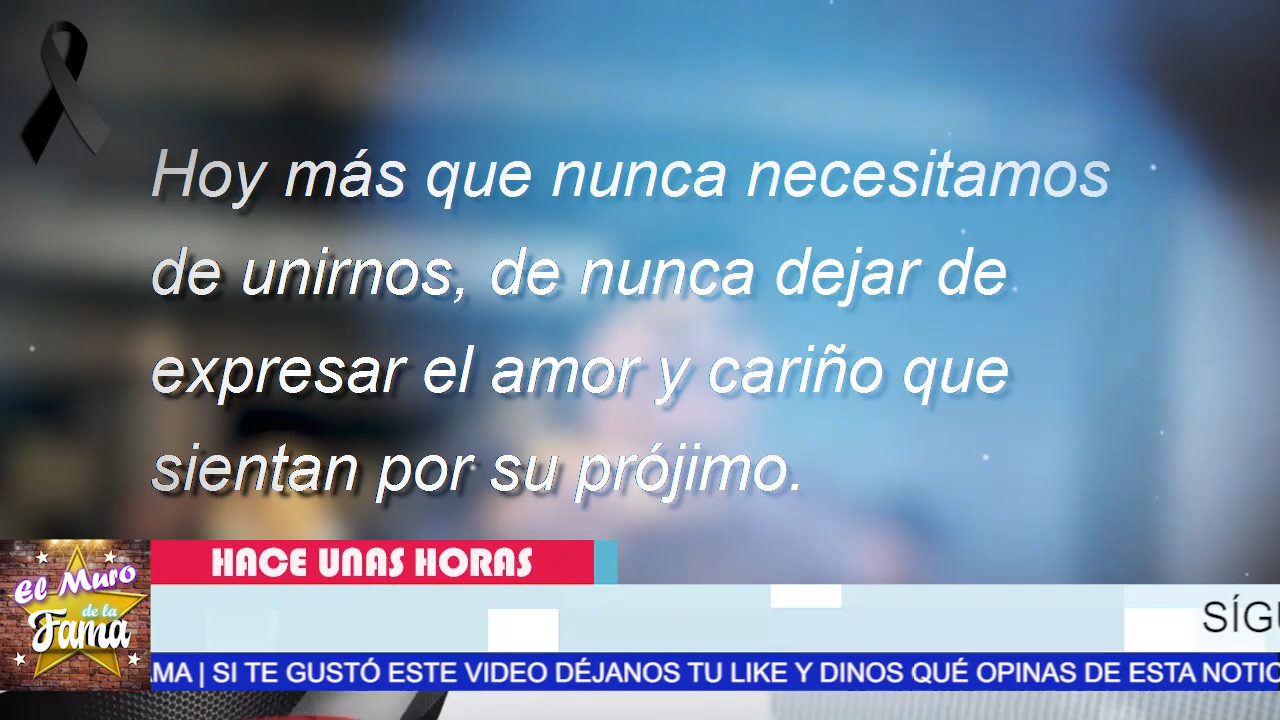 Hoy más que nunca necesitamos
de unirnos, de nunca dejar de
expresar el amor y cariño que
sientan por su prójimo.
HACE UNAS HORAS
El Muro
de la
Fama
SÍGU
MA | SI TE GUSTÓ ESTE VIDEO DÉJANOS TU LIKE Y DINOS QUÉ OPINAS DE ESTA NOTIC